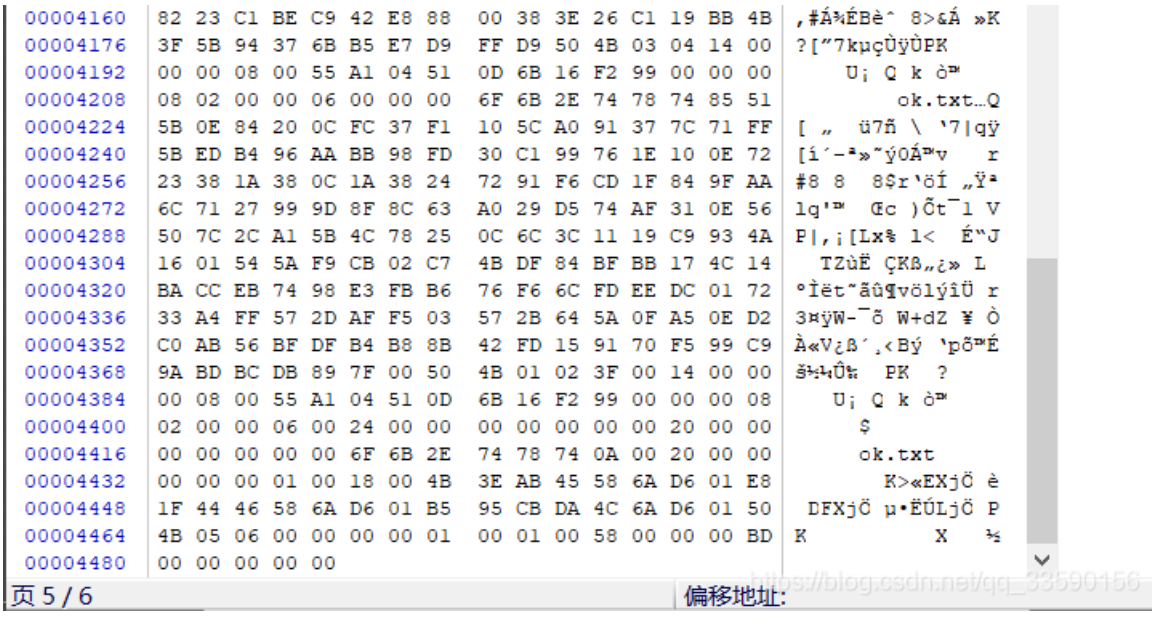 00004160 82 23 C1 BE C9 42 E8 88 00 38 3E 26 C1 19 BB 4B ‚#Á¾ÉBèˆ 8>&Á »K
00004176 3F 5B 94 37 6B B5 E7 D9 FF D9 50 4B 03 04 14 00 ?[”7kµçÙÿÙPK
00004192 00 00 08 00 55 A1 04 51 0D 6B 16 F2 99 00 00 00 U¡ Q k ò™
00004208 08 02 00 00 06 00 00 00 6F 6B 2E 74 78 74 85 51 ok.txt…Q
00004224 5B 0E 84 20 0C FC 37 F1 10 5C A0 91 37 7C 71 FF [ „ ü7ñ \ ‘7|qÿ
00004240 5B ED B4 96 AA BB 98 FD 30 C1 99 76 1E 10 0E 72 [í´–ª»˜ý0Á™v r
00004256 23 38 1A 38 0C 1A 38 24 72 91 F6 CD 1F 84 9F AA #8 8 8$r‘öÍ „Ÿª
00004272 6C 71 27 99 9D 8F 8C 63 A0 29 D5 74 AF 31 0E 56 lq'™ Œc )Õt¯1 V
00004288 50 7C 2C A1 5B 4C 78 25 0C 6C 3C 11 19 C9 93 4A P|,¡[Lx% l< É“J
00004304 16 01 54 5A F9 CB 02 C7 4B DF 84 BF BB 17 4C 14 TZùË ÇKß„¿» L
00004320 BA CC EB 74 98 E3 FB B6 76 F6 6C FD EE DC 01 72 ºÌët˜ãû¶völýîÜ r
00004336 33 A4 FF 57 2D AF F5 03 57 2B 64 5A 0F A5 0E D2 3¤ÿW-¯õ W+dZ ¥ Ò
00004352 C0 AB 56 BF DF B4 B8 8B 42 FD 15 91 70 F5 99 C9 À«V¿ß´¸‹Bý ‘põ™É
00004368 9A BD BC DB 89 7F 00 50 4B 01 02 3F 00 14 00 00 š½¼Û‰ PK ?
00004384 00 08 00 55 A1 04 51 0D 6B 16 F2 99 00 00 00 08 U¡ Q k ò™
00004400 02 00 00 06 00 24 00 00 00 00 00 00 00 20 00 00 $
00004416 00 00 00 00 00 6F 6B 2E 74 78 74 0A 00 20 00 00 ok.txt
00004432 00 00 00 01 00 18 00 4B 3E AB 45 58 6A D6 01 E8 K>«EXjÖ è
00004448 1F 44 46 58 6A D6 01 B5 95 CB DA 4C 6A D6 01 50 DFXjÖ µ•ËÚLjÖ P
00004464 4B 05 06 00 00 00 00 01 00 01 00 58 00 00 00 BD K X ½
00004480 00 00 00 00 00
页 5 / 6 偏移地址:
https://blog.csdn.net/qq_33590156